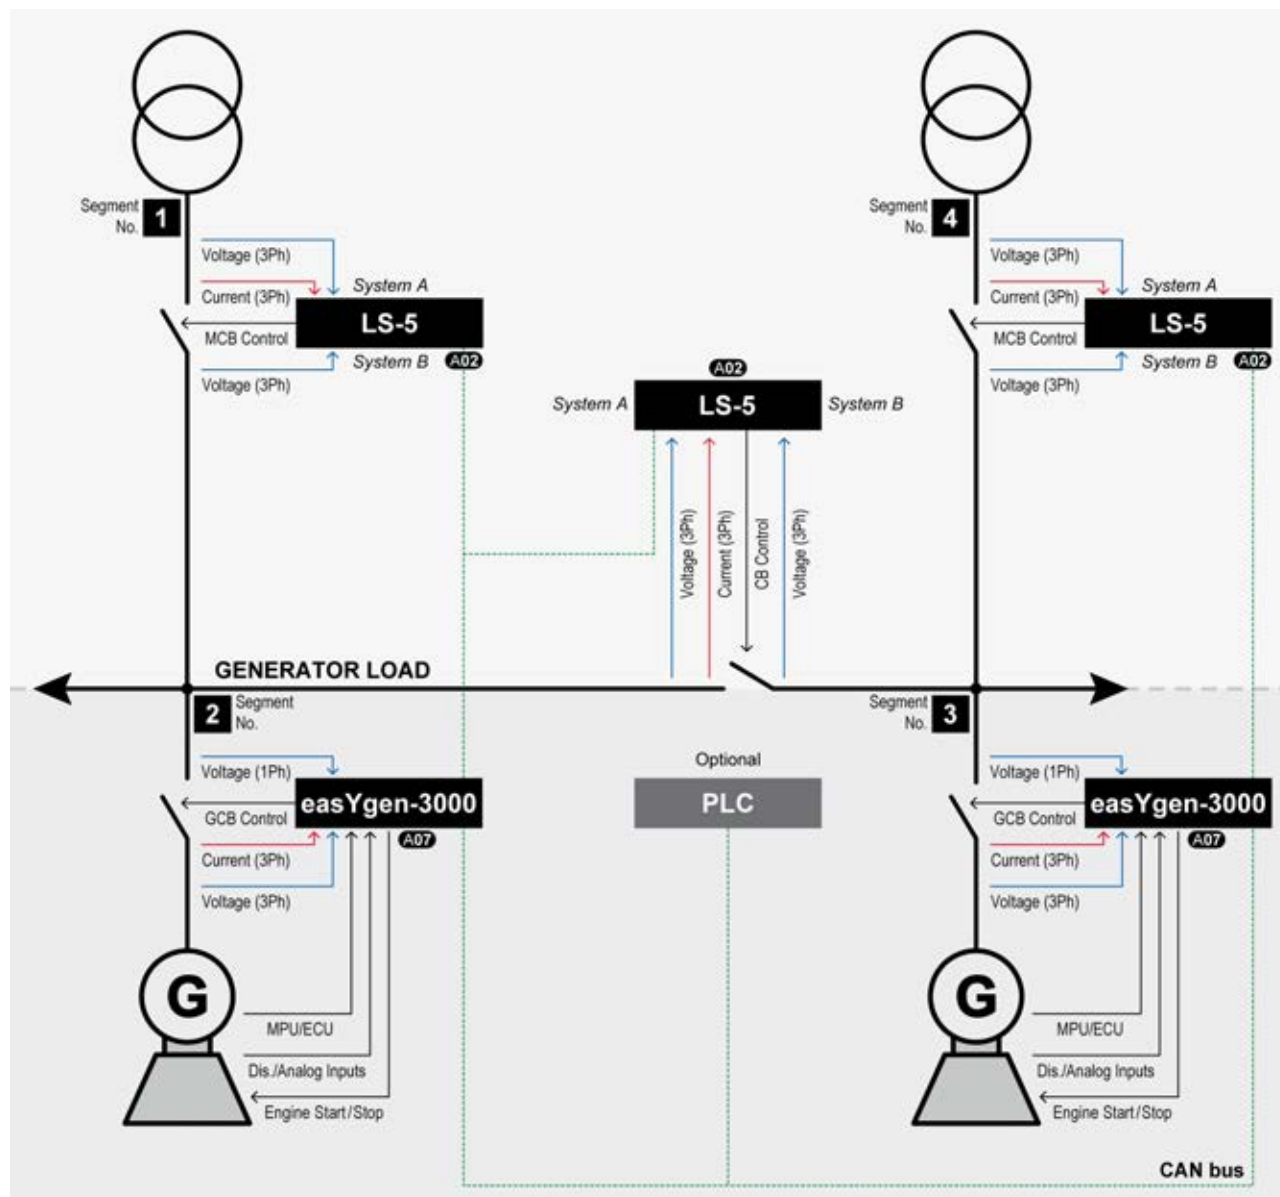 Segment
No.
1
Voltage (3Ph)
Current (3Ph)
System A
LS-5
MCB Control
System B
A02
Voltage (3Ph)
Segment
No.
4
Voltage (3Ph)
Current (3Ph)
System A
LS-5
MCB Control
System B
A02
Voltage (3Ph)
A02
System A
LS-5
System B
Voltage (3Ph)
Current (3Ph)
CB Control
Voltage (3Ph)
GENERATOR LOAD
2
Segment
No.
Voltage (1Ph)
easYgen-3000
GCB Control
A07
Current (3Ph)
Voltage (3Ph)
G
MPU/ECU
Dis./Analog Inputs
Engine Start/Stop
Optional
PLC
Segment
No.
3
Voltage (1Ph)
easYgen-3000
GCB Control
A07
Current (3Ph)
Voltage (3Ph)
G
MPU/ECU
Dis./Analog Inputs
Engine Start/Stop
CAN bus